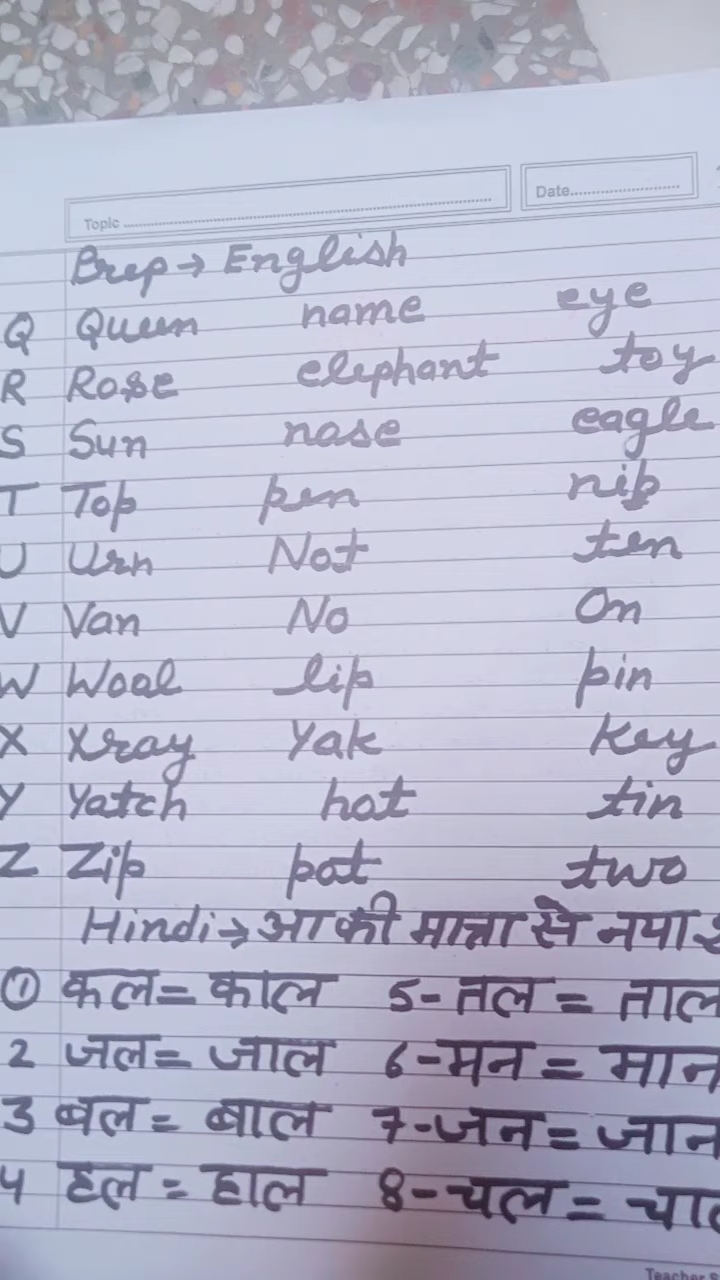 Topic
Date
Prep → English
Q Queen name eye
R Rose elephant toy
S Sun nose eagle
T Top pen nip
U Urn Not ten
V Van No On
W Wool lip pin
X Xray Yak Key
Y Yatch hot tin
Z Zip pot two
Hindi → आ की मात्रा से नया
① कल = काल 5 - तल = ताल
2 जल = जाल 6 - मन = मान
3 बल = बाल 7 - जन = जान
4 हल = हाल 8 - चल =
Teacher